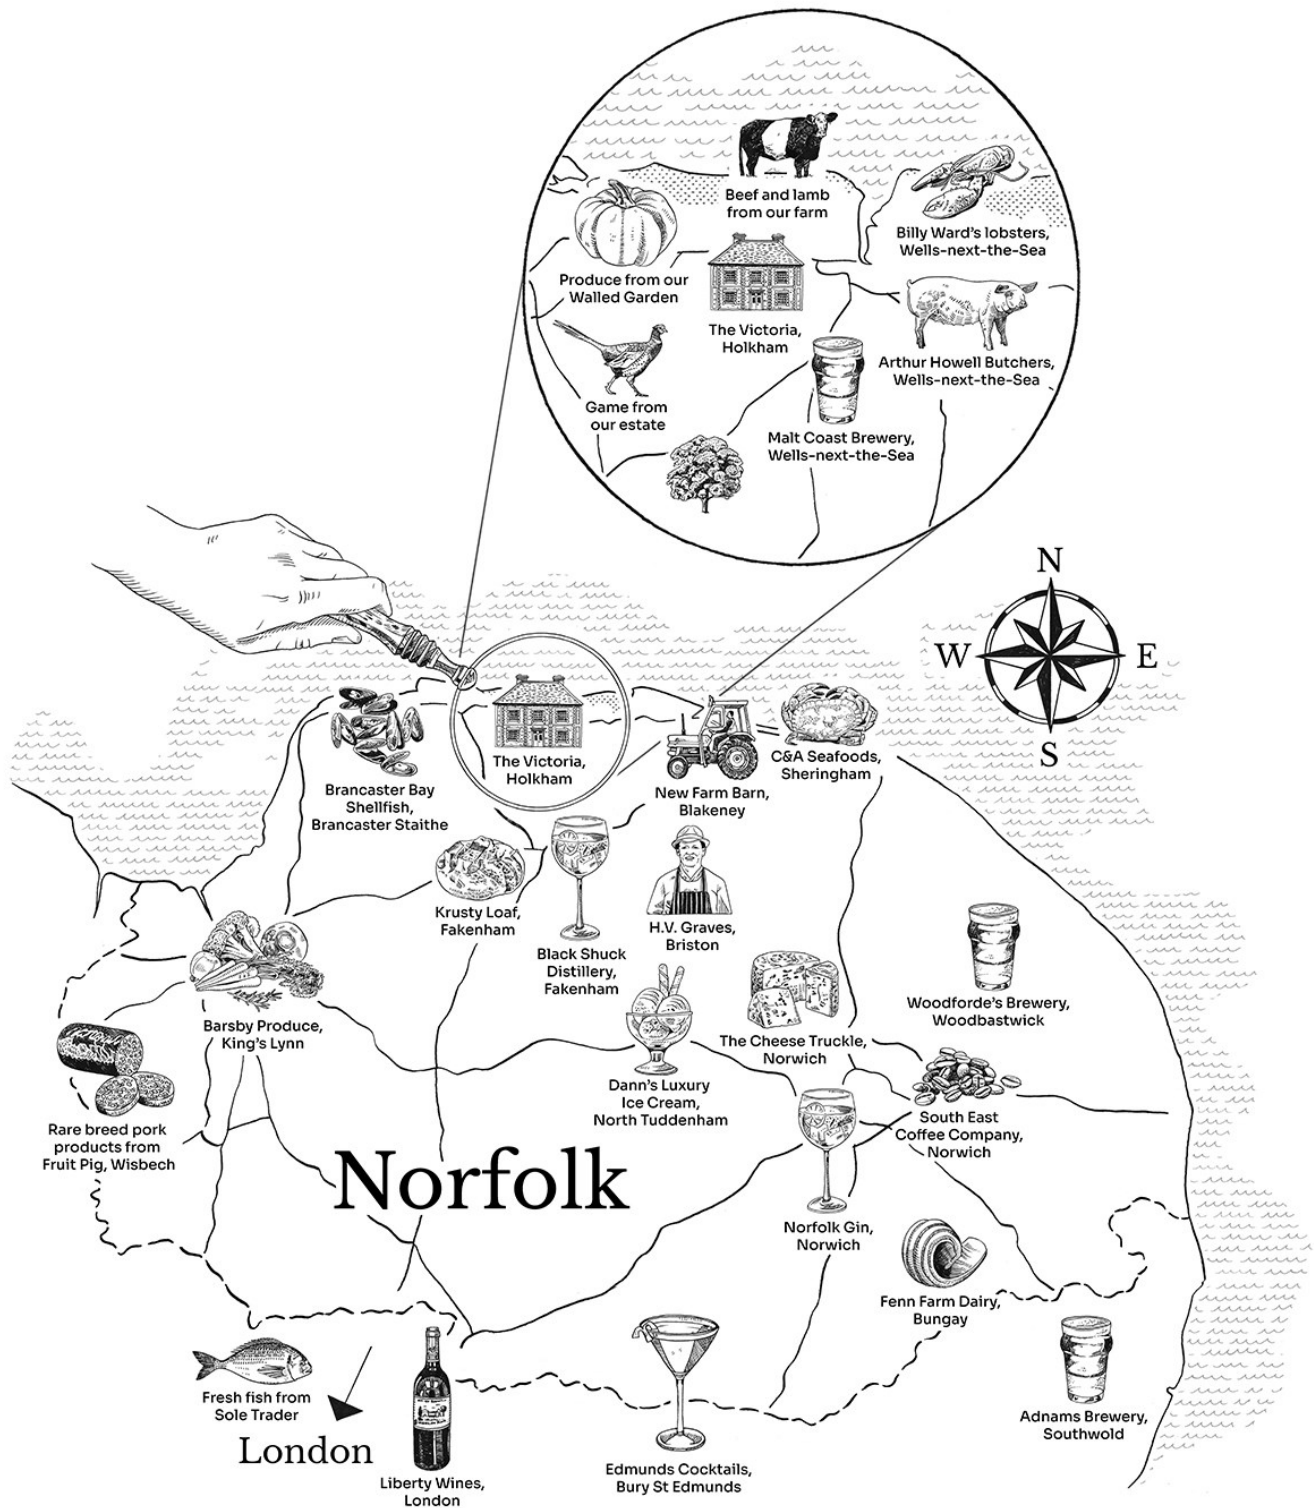 Beef and lamb
from our farm
Billy Ward's lobsters,
Wells-next-the-Sea
Produce from our
Walled Garden
The Victoria,
Holkham
Arthur Howell Butchers,
Wells-next-the-Sea
Game from
our estate
Malt Coast Brewery,
Wells-next-the-Sea
N
W
E
S
The Victoria,
Holkham
C&A Seafoods,
Sheringham
Brancaster Bay
Shellfish,
Brancaster Staithe
New Farm Barn,
Blakeney
Krusty Loaf,
Fakenham
H.V. Graves,
Briston
Black Shuck
Distillery,
Fakenham
Woodforde's Brewery,
Woodbastwick
Barsby Produce,
King's Lynn
The Cheese Truckle,
Norwich
Dann's Luxury
Ice Cream,
North Tuddenham
Rare breed pork
products from
Fruit Pig, Wisbech
South East
Coffee Company,
Norwich
Norfolk
Norfolk Gin,
Norwich
Fenn Farm Dairy,
Bungay
Fresh fish from
Sole Trader
London
Adnams Brewery,
Southwold
Liberty Wines,
London
Edmunds Cocktails,
Bury St Edmunds